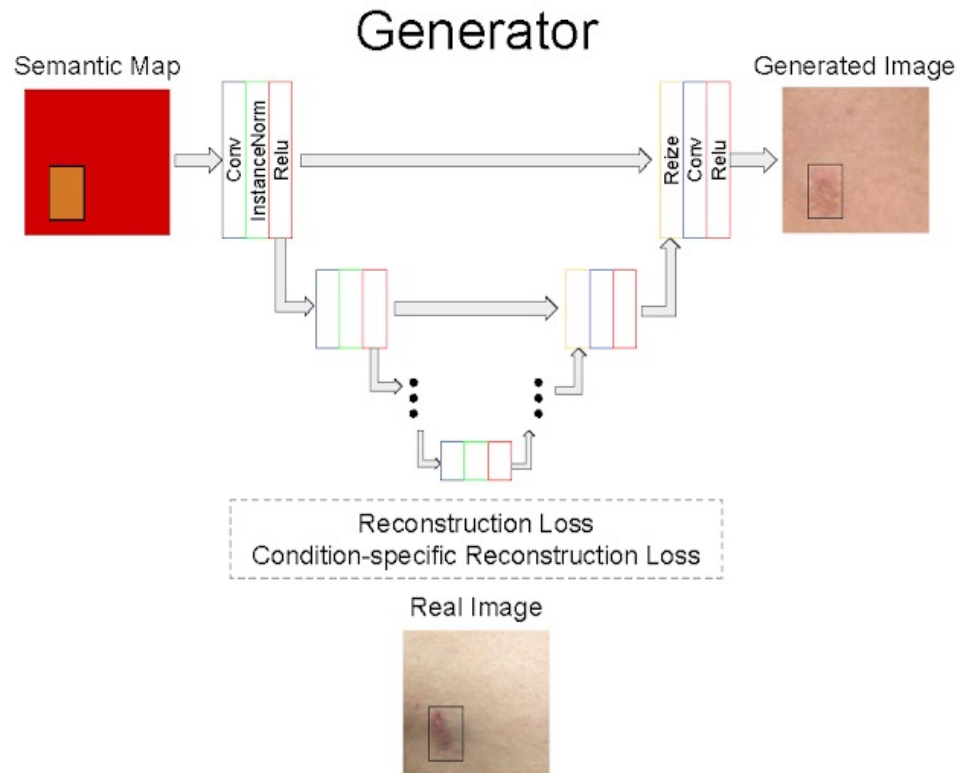 Generator
Semantic Map
Generated Image
Conv
InstanceNorm
Relu
Reize
Conv
Relu
Reconstruction Loss
Condition-specific Reconstruction Loss
Real Image